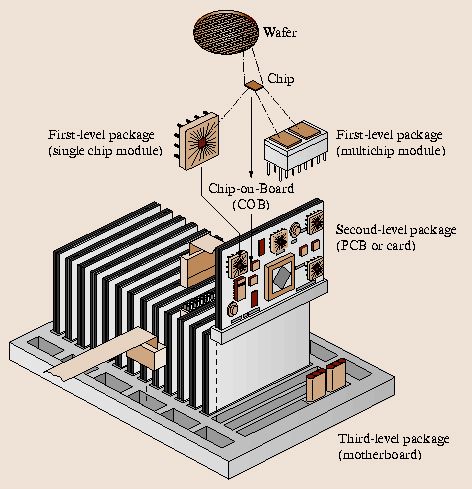 Wafer
Chip
First-level package
(single chip module)
First-level package
(multichip module)
Chip-on-Board
(COB)
Second-level package
(PCB or card)
Third-level package
(motherboard)